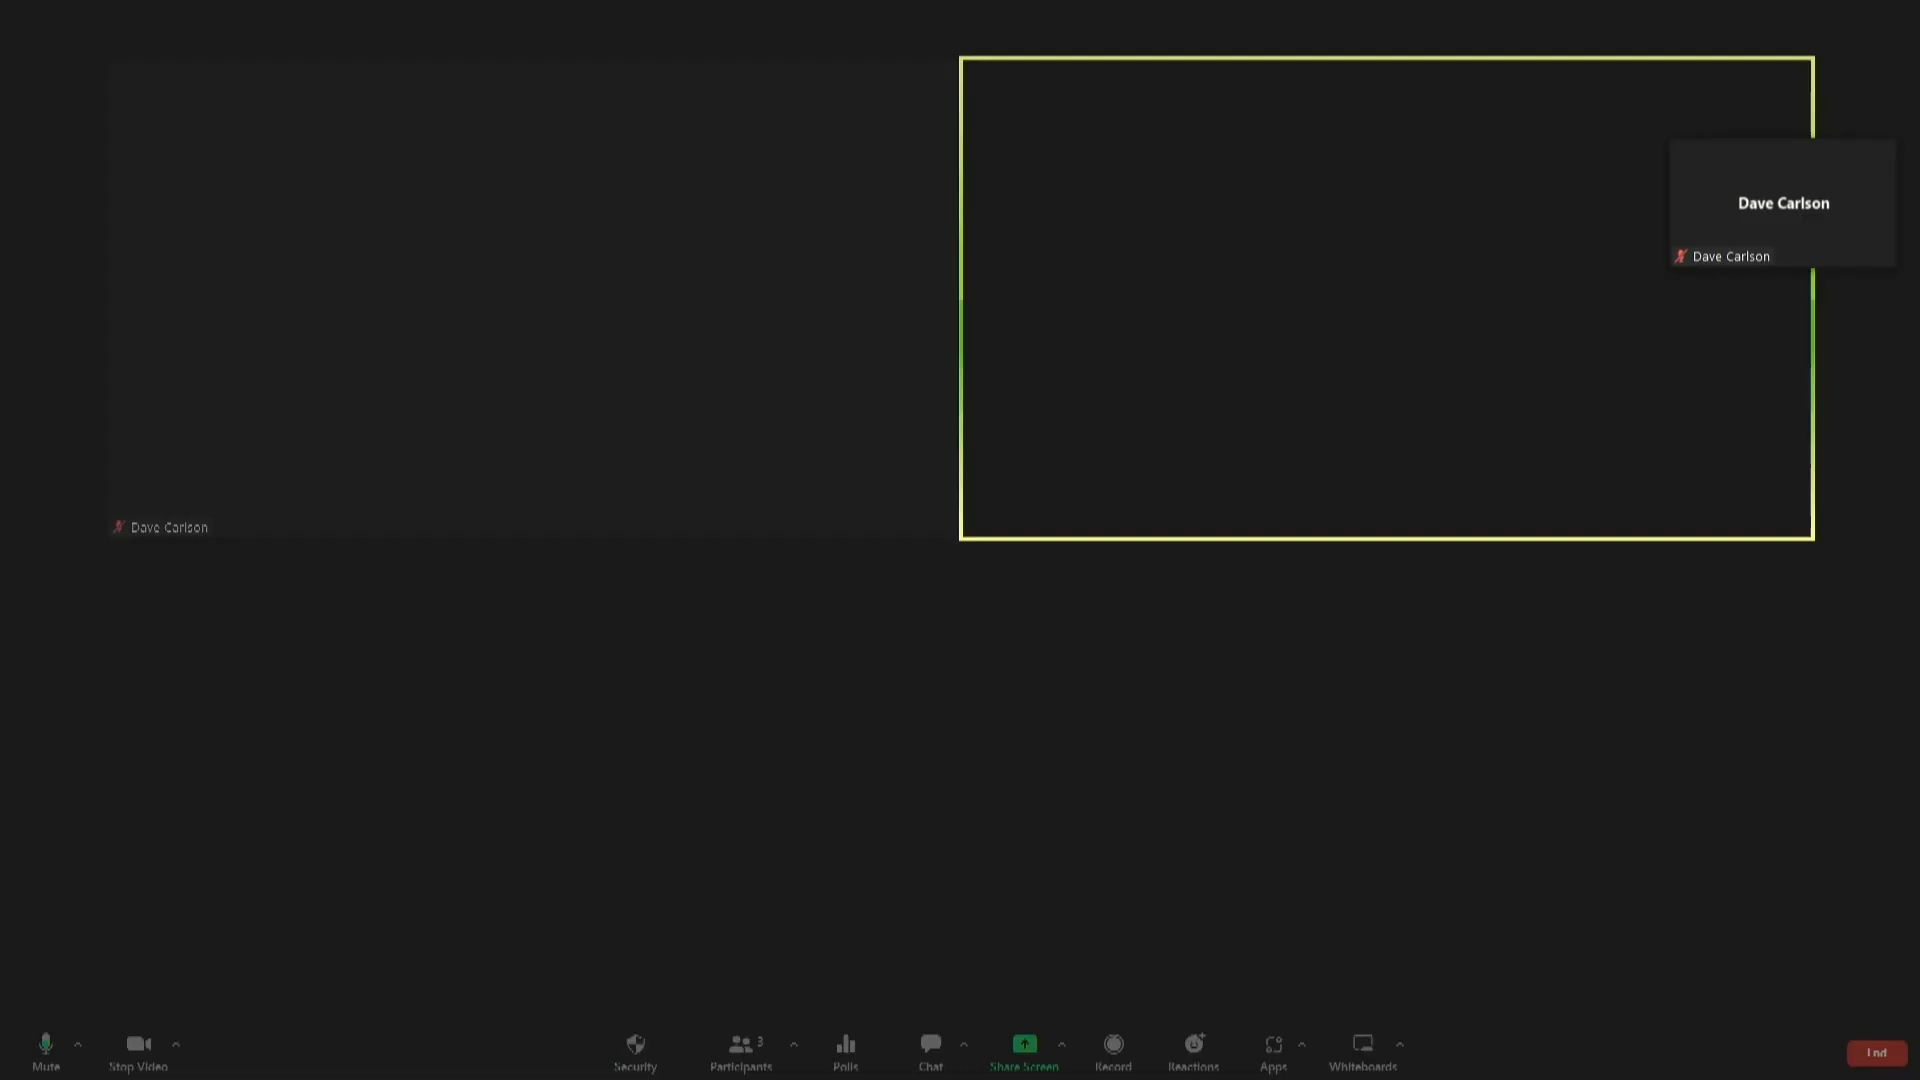 Dave Carlson
Dave Carlson
Dave Carlson
Mute
Stop Video
Security
Participants
3
Polls
Chat
Share Screen
Record
Reactions
Apps
Whiteboards
End